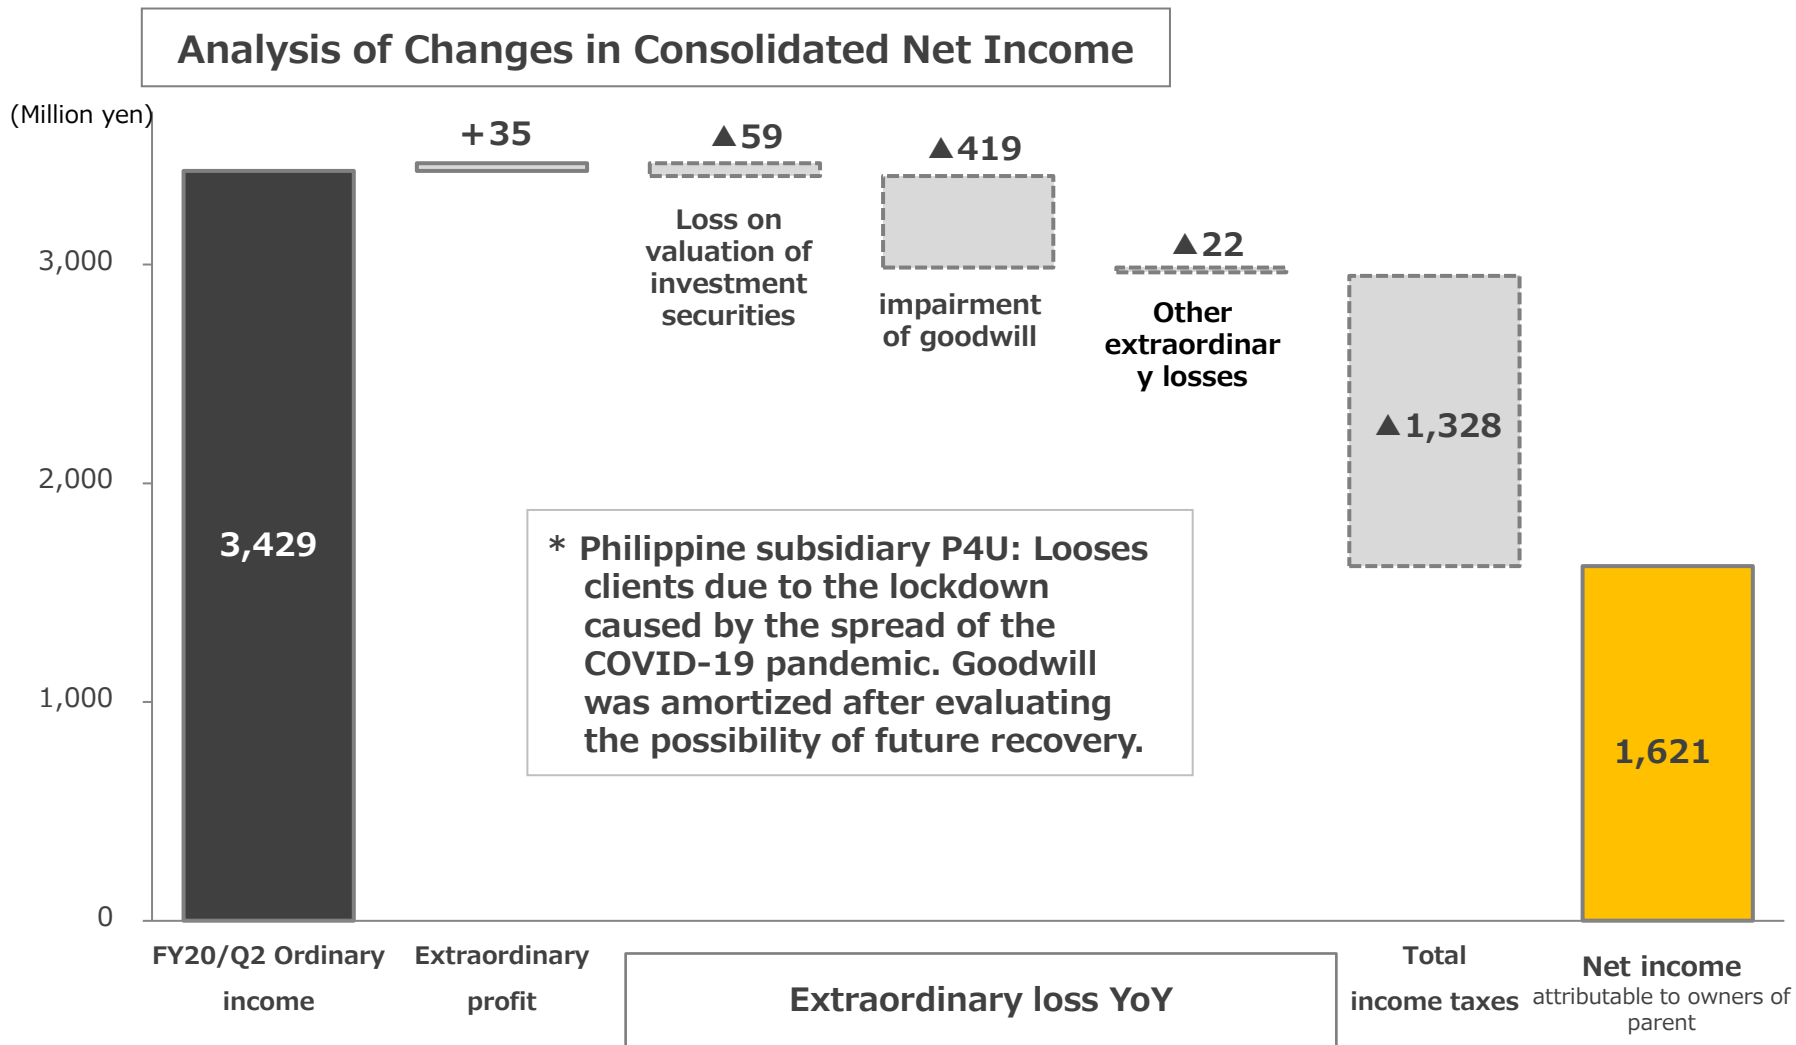 Analysis of Changes in Consolidated Net Income
(Million yen)
+35
▲59
▲419
▲22
▲1,328
3,429
1,621
Loss on
valuation of
investment
securities
impairment
of goodwill
Other
extraordinar
y losses
* Philippine subsidiary P4U: Looses
clients due to the lockdown
caused by the spread of the
COVID-19 pandemic. Goodwill
was amortized after evaluating
the possibility of future recovery.
3,000
2,000
1,000
0
FY20/Q2 Ordinary
income
Extraordinary
profit
Extraordinary loss YoY
Total
income taxes
Net income
attributable to owners of
parent